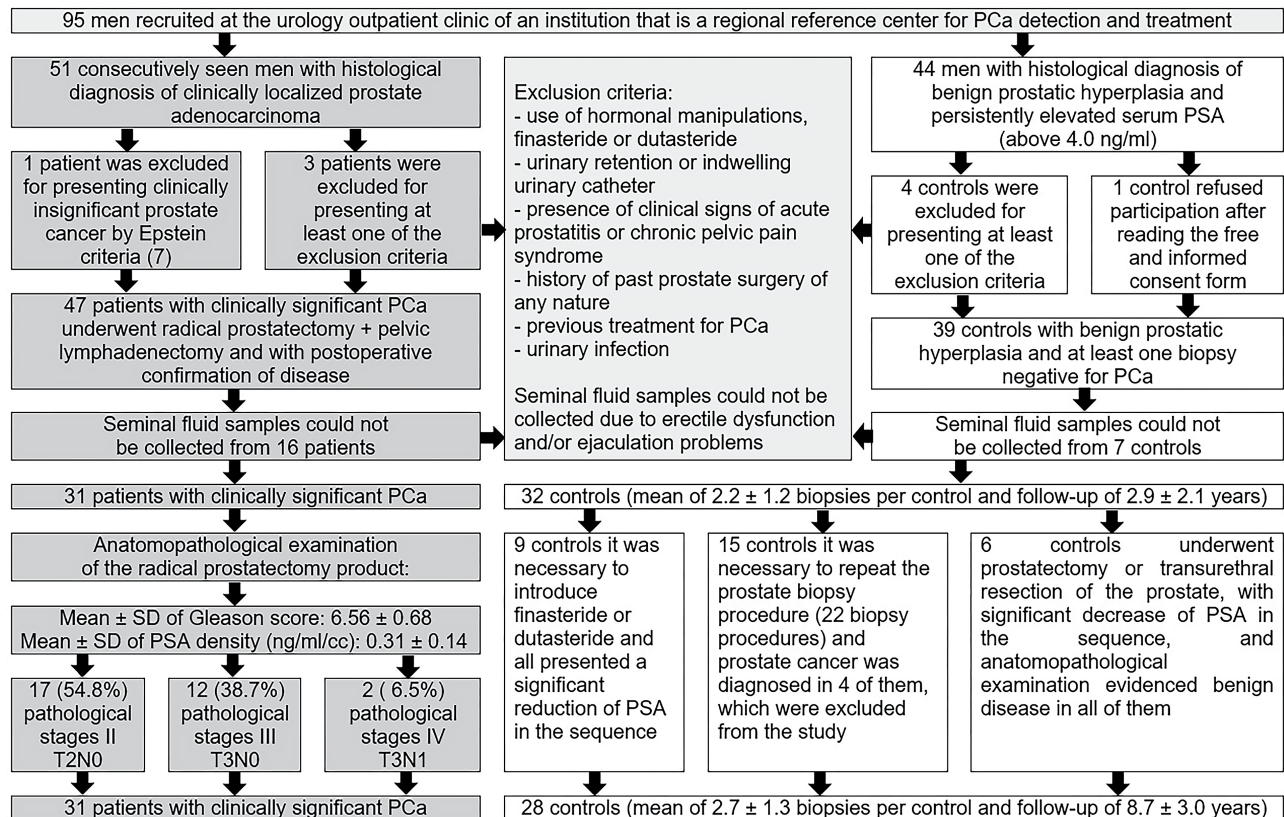 95 men recruited at the urology outpatient clinic of an institution that is a regional reference center for PCa detection and treatment
51 consecutively seen men with histological
diagnosis of clinically localized prostate
adenocarcinoma
1 patient was excluded
for presenting clinically
insignificant prostate
cancer by Epstein
criteria (7)
3 patients were
excluded for
presenting at
least one of the
exclusion criteria
47 patients with clinically significant PCa
underwent radical prostatectomy + pelvic
lymphadenectomy and with postoperative
confirmation of disease
Seminal fluid samples could not
be collected from 16 patients
31 patients with clinically significant PCa
Anatomopathological examination
of the radical prostatectomy product:
Mean ± SD of Gleason score: 6.56 ± 0.68
Mean ± SD of PSA density (ng/ml/cc): 0.31 ± 0.14
17 (54.8%)
pathological
stages II
T2N0
12 (38.7%)
pathological
stages III
T3N0
2 ( 6.5%)
pathological
stages IV
T3N1
31 patients with clinically significant PCa
Exclusion criteria:
- use of hormonal manipulations,
finasteride or dutasteride
- urinary retention or indwelling
urinary catheter
- presence of clinical signs of acute
prostatitis or chronic pelvic pain
syndrome
- history of past prostate surgery of
any nature
- previous treatment for PCa
- urinary infection
Seminal fluid samples could not be
collected due to erectile dysfunction
and/or ejaculation problems
44 men with histological diagnosis of
benign prostatic hyperplasia and
persistently elevated serum PSA
(above 4.0 ng/ml)
4 controls were
excluded for
presenting at least
one of the
exclusion criteria
1 control refused
participation after
reading the free
and informed
consent form
39 controls with benign prostatic
hyperplasia and at least one biopsy
negative for PCa
Seminal fluid samples could not
be collected from 7 controls
32 controls (mean of 2.2 ± 1.2 biopsies per control and follow-up of 2.9 ± 2.1 years)
9 controls it was
necessary to
introduce
finasteride or
dutasteride and
all presented a
significant
reduction of PSA
in the sequence
15 controls it was
necessary to repeat the
prostate biopsy
procedure (22 biopsy
procedures) and
prostate cancer was
diagnosed in 4 of them,
which were excluded
from the study
6 controls underwent
prostatectomy or transurethral
resection of the prostate, with
significant decrease of PSA in
the sequence, and
anatomopathological
examination evidenced benign
disease in all of them
28 controls (mean of 2.7 ± 1.3 biopsies per control and follow-up of 8.7 ± 3.0 years)